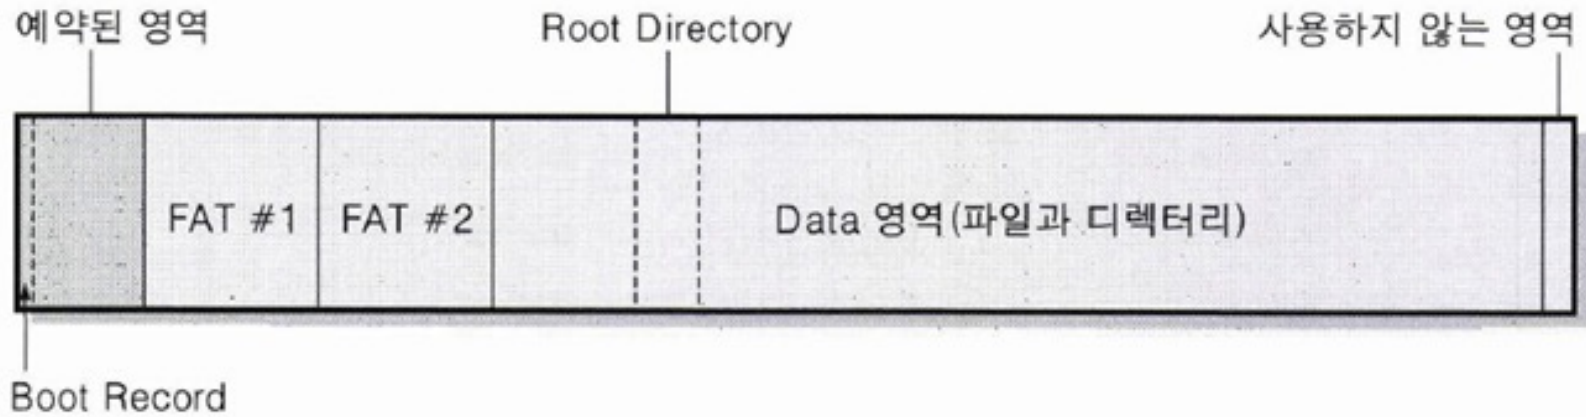 예약된 영역
Root Directory
사용하지 않는 영역
FAT #1
FAT #2
Data 영역(파일과 디렉터리)
Boot Record